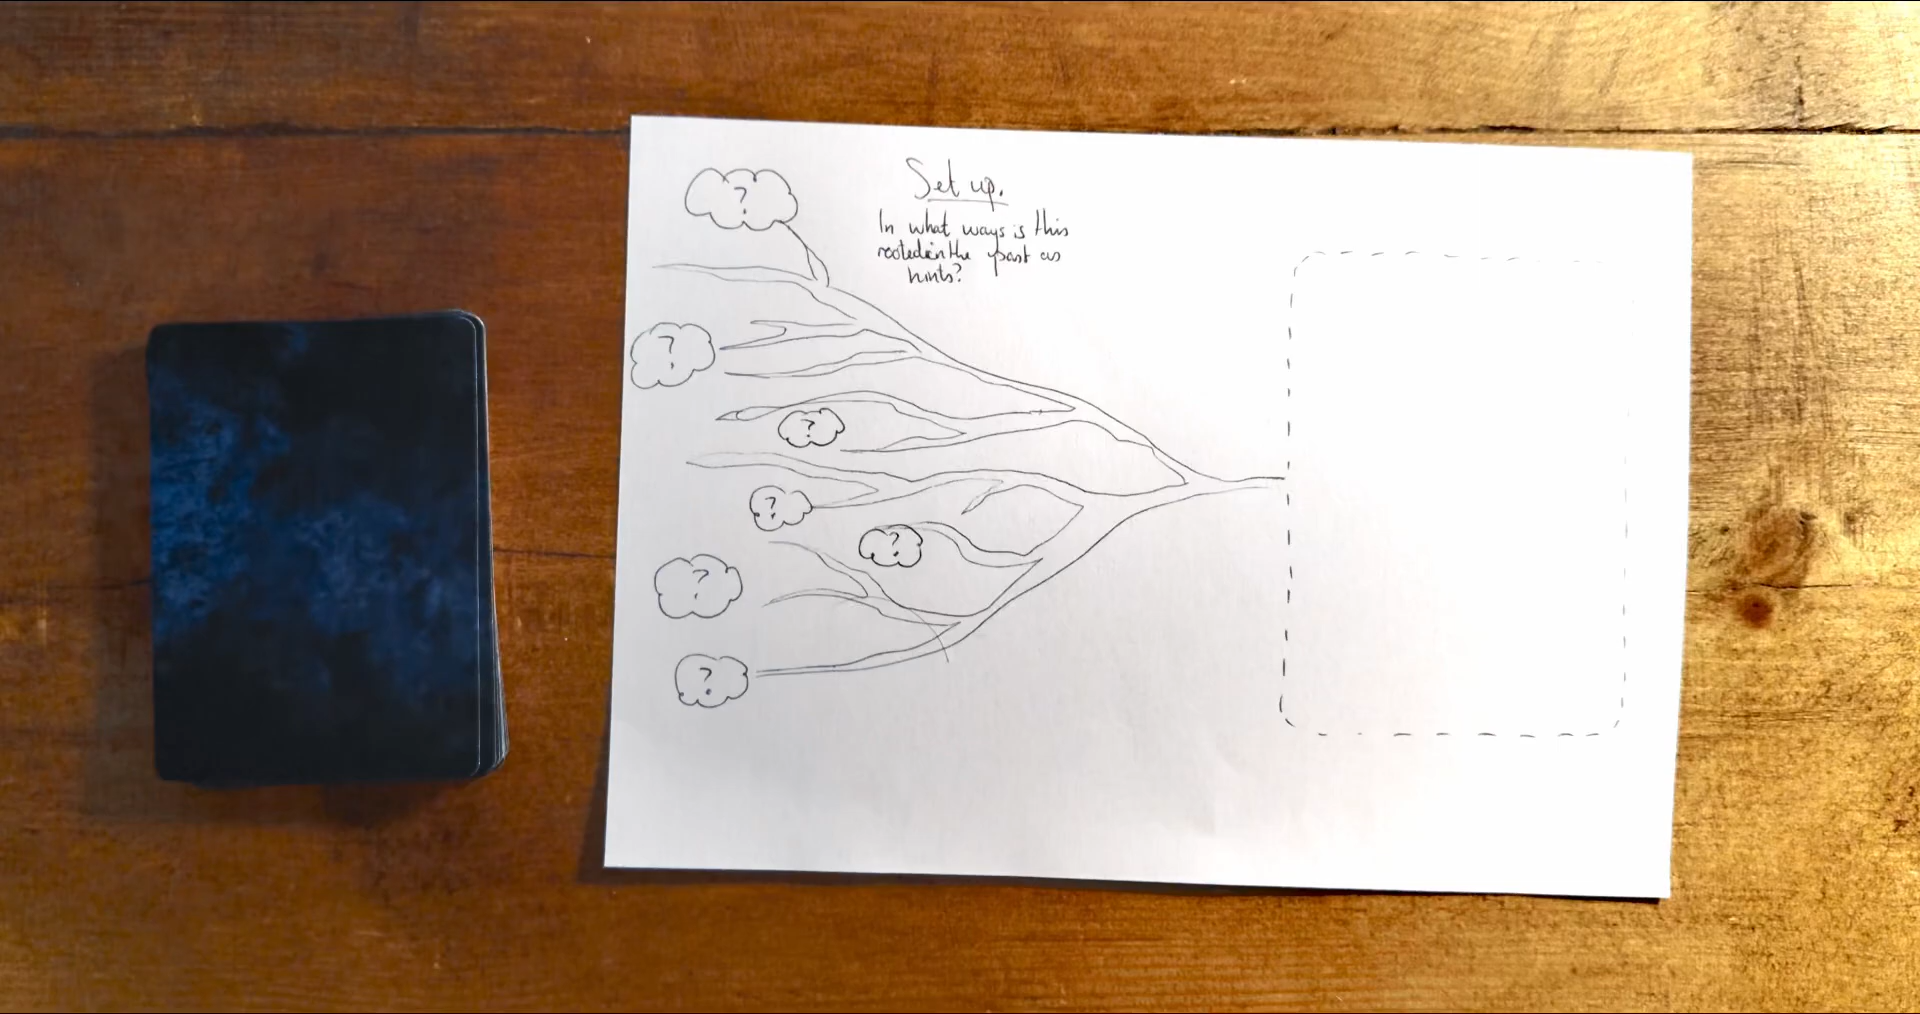 Set up.
In what ways is this
rooted in the past as
hints?
?
?
?
?
?
?
?